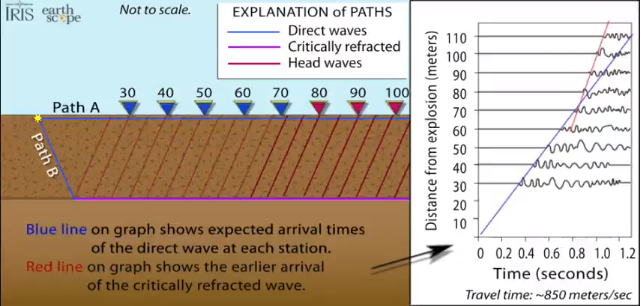 IRIS
earth
scope
Not to scale.
EXPLANATION of PATHS
Direct waves
Critically refracted
Head waves
Path A
30 40 50 60 70 80 90 100
Path B
Blue line on graph shows expected arrival times
of the direct wave at each station.
Red line on graph shows the earlier arrival
of the critically refracted wave.
Distance from explosion (meters)
110
100
90
80
70
60
50
40
30
20
10
0 0.2 0.4 0.6 0.8 1.0 1.2
Time (seconds)
Travel time: ~850 meters/sec